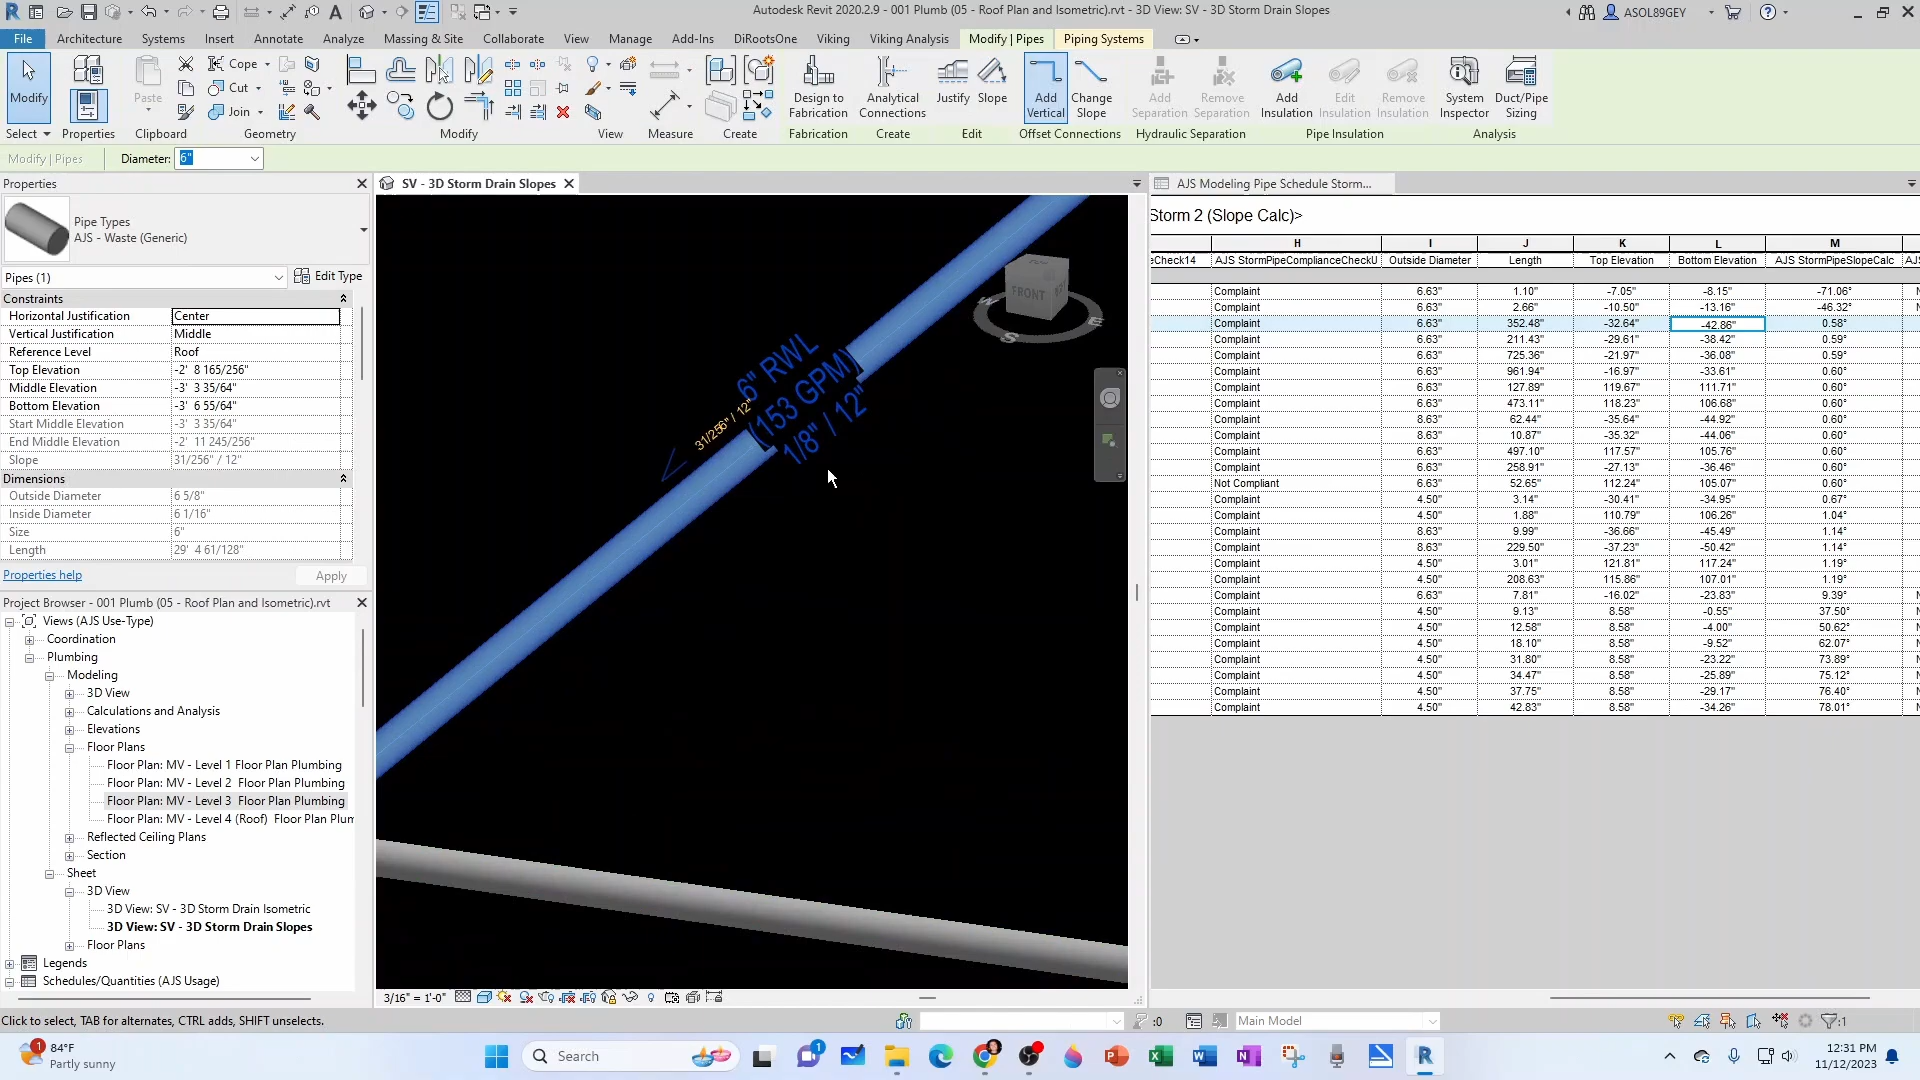 Autodesk Revit 2020.2.9 - 001 Plumb (05 - Roof Plan and Isometric).rvt - 3D View: SV - 3D Storm Drain Slopes
ASOL89GEY
File Architecture Systems Insert Annotate Analyze Massing & Site Collaborate View Manage Add-Ins DiRootsOne Viking Viking Analysis Modify | Pipes Piping Systems
Modify Paste Cope Cut Join
Design to Fabrication Analytical Connections Justify Slope Add Vertical Change Slope Add Separation Remove Separation Add Insulation Edit Insulation Remove Insulation System Inspector Duct/Pipe Sizing
Select Properties Clipboard Geometry Modify View Measure Create Fabrication Create Edit Offset Connections Hydraulic Separation Pipe Insulation Analysis
Modify | Pipes Diameter: 6"
Properties
Pipe Types
AJS - Waste (Generic)
Pipes (1) Edit Type
Constraints
Horizontal Justification Center
Vertical Justification Middle
Reference Level Roof
Top Elevation -2' 8 165/256"
Middle Elevation -3' 3 35/64"
Bottom Elevation -3' 6 55/64"
Start Middle Elevation -3' 3 35/64"
End Middle Elevation -2' 11 245/256"
Slope 31/256" / 12"
Dimensions
Outside Diameter 6 5/8"
Inside Diameter 6 1/16"
Size 6"
Length 29' 4 61/128"
Properties help Apply
Project Browser - 001 Plumb (05 - Roof Plan and Isometric).rvt
Views (AJS Use-Type)
Coordination
Plumbing
Modeling
3D View
Calculations and Analysis
Elevations
Floor Plans
Floor Plan: MV - Level 1 Floor Plan Plumbing
Floor Plan: MV - Level 2 Floor Plan Plumbing
Floor Plan: MV - Level 3 Floor Plan Plumbing
Floor Plan: MV - Level 4 (Roof) Floor Plan Plum
Reflected Ceiling Plans
Section
Sheet
3D View
3D View: SV - 3D Storm Drain Isometric
3D View: SV - 3D Storm Drain Slopes
Floor Plans
Legends
Schedules/Quantities (AJS Usage)
SV - 3D Storm Drain Slopes
FRONT
W S E
6" RWL
(153 GPM)
1/8" / 12"
31/256" / 12"
3/16" = 1'-0"
AJS Modeling Pipe Schedule Storm...
Storm 2 (Slope Calc)>
H I J K L M
eCheck14 AJS StormPipeComplianceCheckU Outside Diameter Length Top Elevation Bottom Elevation AJS StormPipeSlopeCalc AJS
Complaint 6.63" 1.10" -7.05" -8.15" -71.06°
Complaint 6.63" 2.66" -10.50" -13.16" -46.32°
Complaint 6.63" 352.48" -32.64" -42.86" 0.58°
Complaint 6.63" 211.43" -29.61" -38.42" 0.59°
Complaint 6.63" 725.36" -21.97" -36.08" 0.59°
Complaint 6.63" 961.94" -16.97" -33.61" 0.60°
Complaint 6.63" 127.89" 119.67" 111.71" 0.60°
Complaint 6.63" 473.11" 118.23" 106.68" 0.60°
Complaint 8.63" 62.44" -35.64" -44.92" 0.60°
Complaint 8.63" 10.87" -35.32" -44.06" 0.60°
Complaint 6.63" 497.10" 117.57" 105.76" 0.60°
Complaint 6.63" 258.91" -27.13" -36.46" 0.60°
Not Compliant 6.63" 52.65" 112.24" 105.07" 0.60°
Complaint 4.50" 3.14" -30.41" -34.95" 0.67°
Complaint 4.50" 1.88" 110.79" 106.26" 1.04°
Complaint 8.63" 9.99" -36.66" -45.49" 1.14°
Complaint 8.63" 229.50" -37.23" -50.42" 1.14°
Complaint 4.50" 3.01" 121.81" 117.24" 1.19°
Complaint 4.50" 208.63" 115.86" 107.01" 1.19°
Complaint 6.63" 7.81" -16.02" -23.83" 9.39°
Complaint 4.50" 9.13" 8.58" -0.55" 37.50°
Complaint 4.50" 12.58" 8.58" -4.00" 50.62°
Complaint 4.50" 18.10" 8.58" -9.52" 62.07°
Complaint 4.50" 31.80" 8.58" -23.22" 73.89°
Complaint 4.50" 34.47" 8.58" -25.89" 75.12°
Complaint 4.50" 37.75" 8.58" -29.17" 76.40°
Complaint 4.50" 42.83" 8.58" -34.26" 78.01°
Click to select, TAB for alternates, CTRL adds, SHIFT unselects. :0 Main Model :1
84°F
Partly sunny
Search
12:31 PM
11/12/2023